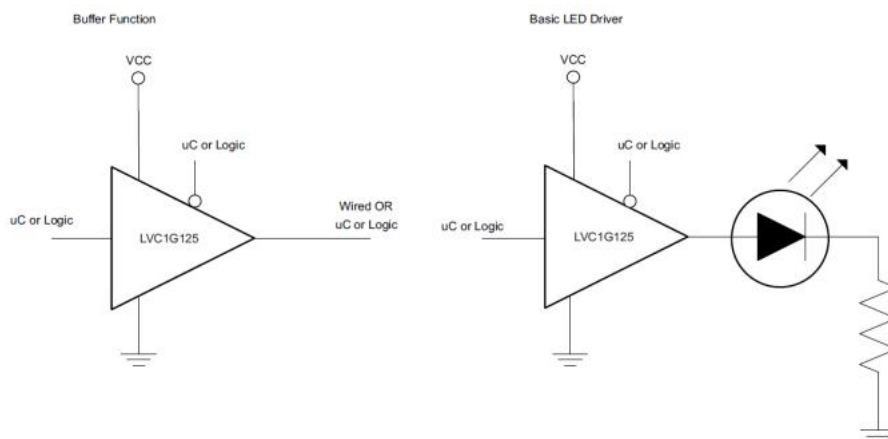 Buffer Function
VCC
uC or Logic
uC or Logic
LVC1G125
Wired OR
uC or Logic
Basic LED Driver
VCC
uC or Logic
uC or Logic
LVC1G125